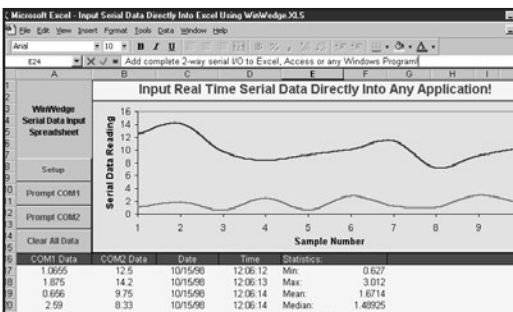 Microsoft Excel - Input Serial Data Directly Into Excel Using WinWedge.XLS
File Edit View Insert Format Tools Data Window Help
Arial 10 B I U $ % ,
E24 Add complete 2-way serial I/O to Excel, Access or any Windows Program!
A B C D E F G H I
Input Real Time Serial Data Directly Into Any Application!
WinWedge
Serial Data Input
Spreadsheet
Setup
Prompt COM1
Prompt COM2
Clear All Data
Serial Data Reading
16
14
12
10
8
6
4
2
0
1 2 3 4 5 6 7 8 9
Sample Number
COM1 Data COM2 Data Date Time Statistics:
1.0655 12.5 10/15/98 12:06:12 Min: 0.627
1.875 14.2 10/15/98 12:06:13 Max: 3.012
0.656 9.75 10/15/98 12:06:14 Mean: 1.6714
2.59 8.33 10/15/98 12:06:14 Median: 1.48925